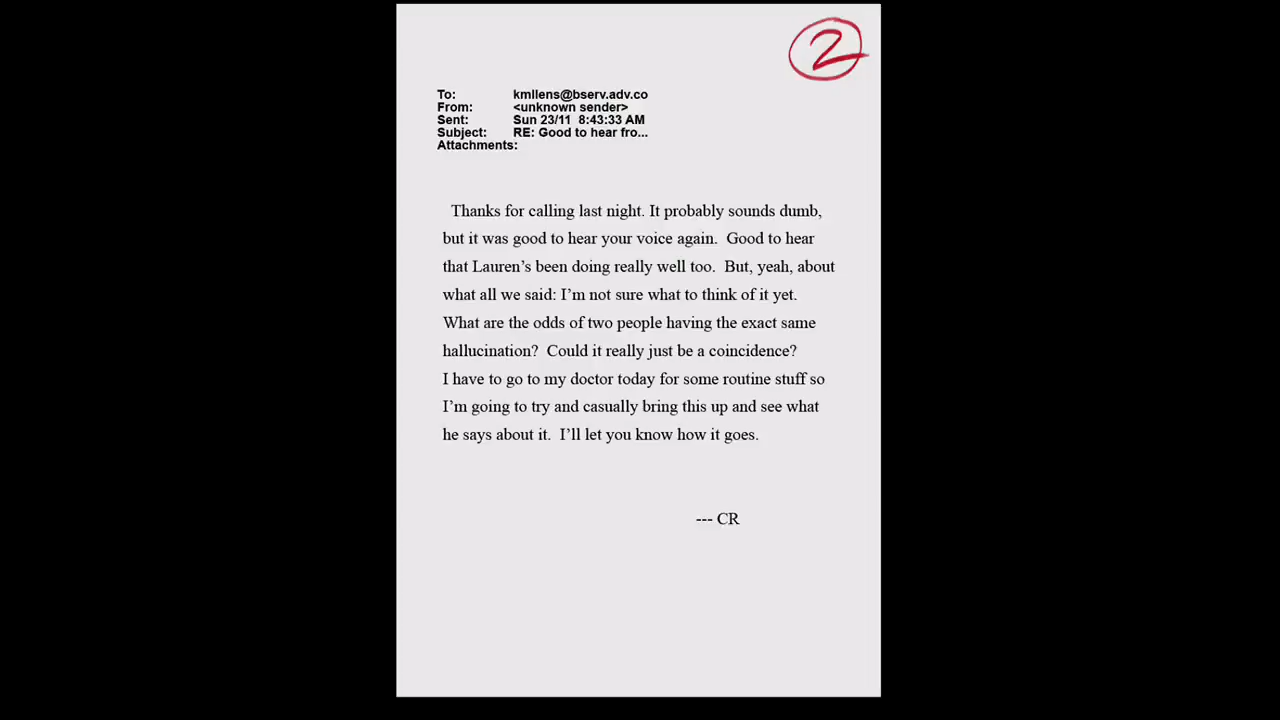 2
To: kmllens@bserv.adv.co
From: <unknown sender>
Sent: Sun 23/11 8:43:33 AM
Subject: RE: Good to hear fro...
Attachments:
Thanks for calling last night. It probably sounds dumb,
but it was good to hear your voice again.  Good to hear
that Lauren’s been doing really well too.  But, yeah, about
what all we said: I’m not sure what to think of it yet.
What are the odds of two people having the exact same
hallucination?  Could it really just be a coincidence?
I have to go to my doctor today for some routine stuff so
I’m going to try and casually bring this up and see what
he says about it.  I’ll let you know how it goes.
--- CR